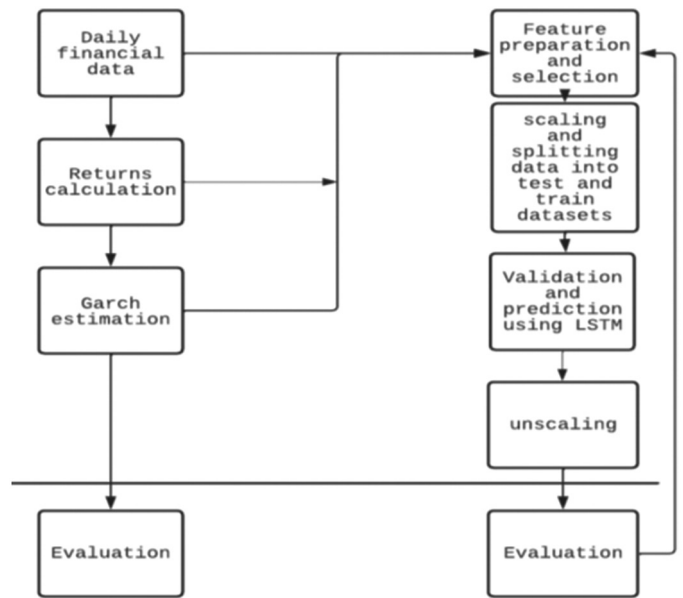 Daily
financial
data
Returns
calculation
Garch
estimation
Evaluation
Feature
preparation
and
selection
scaling
and
splitting
data into
test and
train
datasets
Validation
and
prediction
using LSTM
unscaling
Evaluation